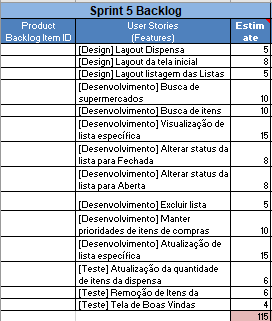 Sprint 5 Backlog
Product User Stories Estim
Backlog Item ID (Features) ate
[Design] Layout Dispensa 5
[Design] Layout da tela inicial 8
[Design] Layout listagem das Listas 5
[Desenvolvimento] Busca de
supermercados 10
[Desenvolvimento] Busca de itens 10
[Desenvolvimento] Visualização de
lista específica 15
[Desenvolvimento] Alterar status da
lista para Fechada 8
[Desenvolvimento] Alterar status da
lista para Aberta 8
[Desenvolvimento] Excluir lista 5
[Desenvolvimento] Manter
prioridades de itens de compras 10
[Desenvolvimento] Atualização de
lista específica 15
[Teste] Atualização da quantidade
de itens da dispensa 6
[Teste] Remoção de Itens da 6
[Teste] Tela de Boas Vindas 4
115